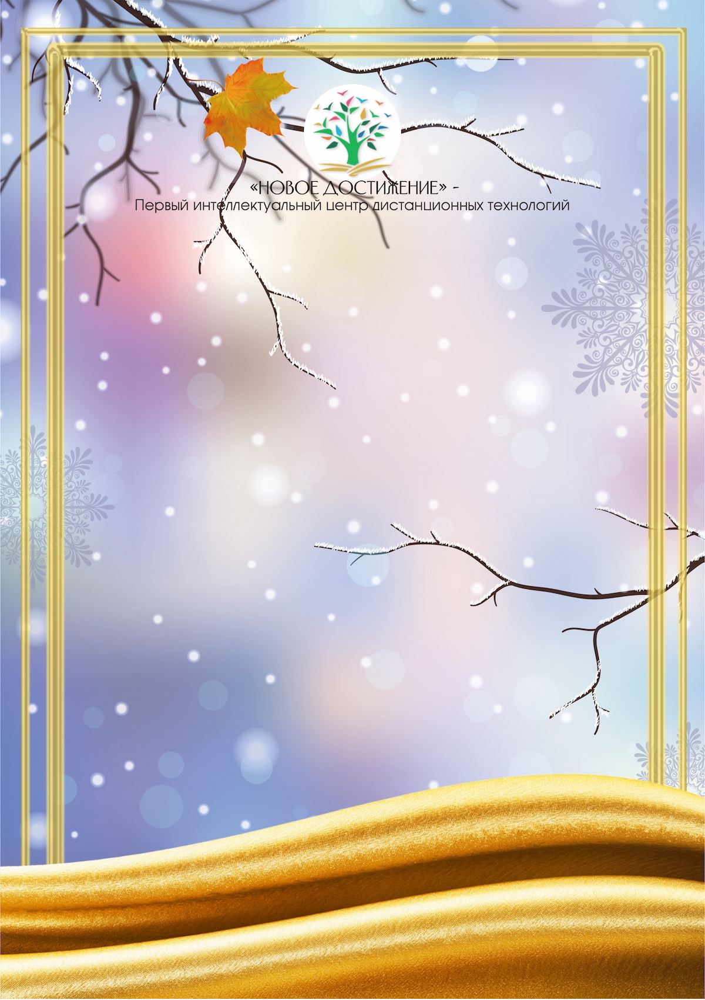 «НОВОЕ ДОСТИЖЕНИЕ» -
Первый интеллектуальный центр дистанционных технологий